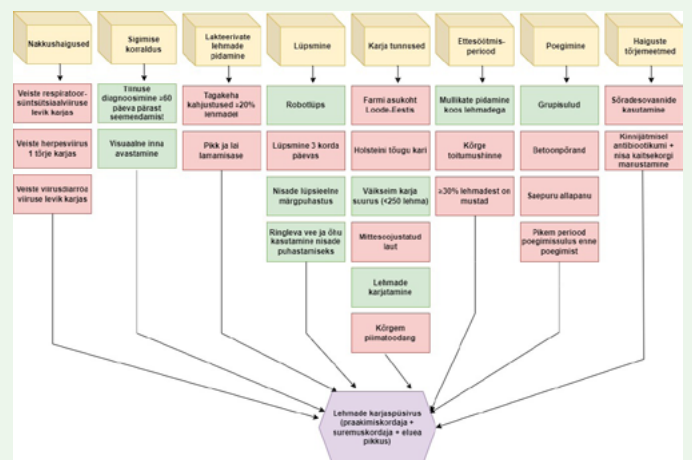 Nakkushaigused
Veiste respiratoor-
süntsütsiaalviiruse
levik karjas
Veiste herpesviirus
1 tõrje karjas
Veiste viirusdiarröa
viiruse levik karjas
Sigimise
korraldus
Tiinuse
diagnoosimine ≥60
päeva pärast
seemendamist
Visuaalne inna
avastamine
Lakteerivate
lehmade
pidamine
Tagakeha
kahjustused ≥20%
lehmadel
Pikk ja lai
lamamisase
Lüpsmine
Robotlüps
Lüpsmine 3 korda
päevas
Nisade lüpsieelne
märgpuhastus
Ringleva vee ja õhu
kasutamine nisade
puhastamiseks
Karja tunnused
Farmi asukoht
Loode-Eestis
Holsteini tõugu kari
Väikseim karja
suurus (<250 lehma)
Mittesoojustatud
laut
Lehmade
karjatamine
Kõrgem
piimatoodang
Ettesöötmis-
periood
Mullikate pidamine
koos lehmadega
Kõrge
toitumushinne
≥30% lehmadest on
mustad
Poegimine
Grupisulud
Betoonpõrand
Saepuru allapanu
Pikem periood
poegimissulus enne
poegimist
Haiguste
tõrjemeetmed
Sõradesovannide
kasutamine
Kinnijätmisel
antibiootikumi +
nisa kaitsekorgi
manustamine
Lehmade karjaspüsivus
(praakimiskordaja +
suremuskordaja + eluea
pikkus)